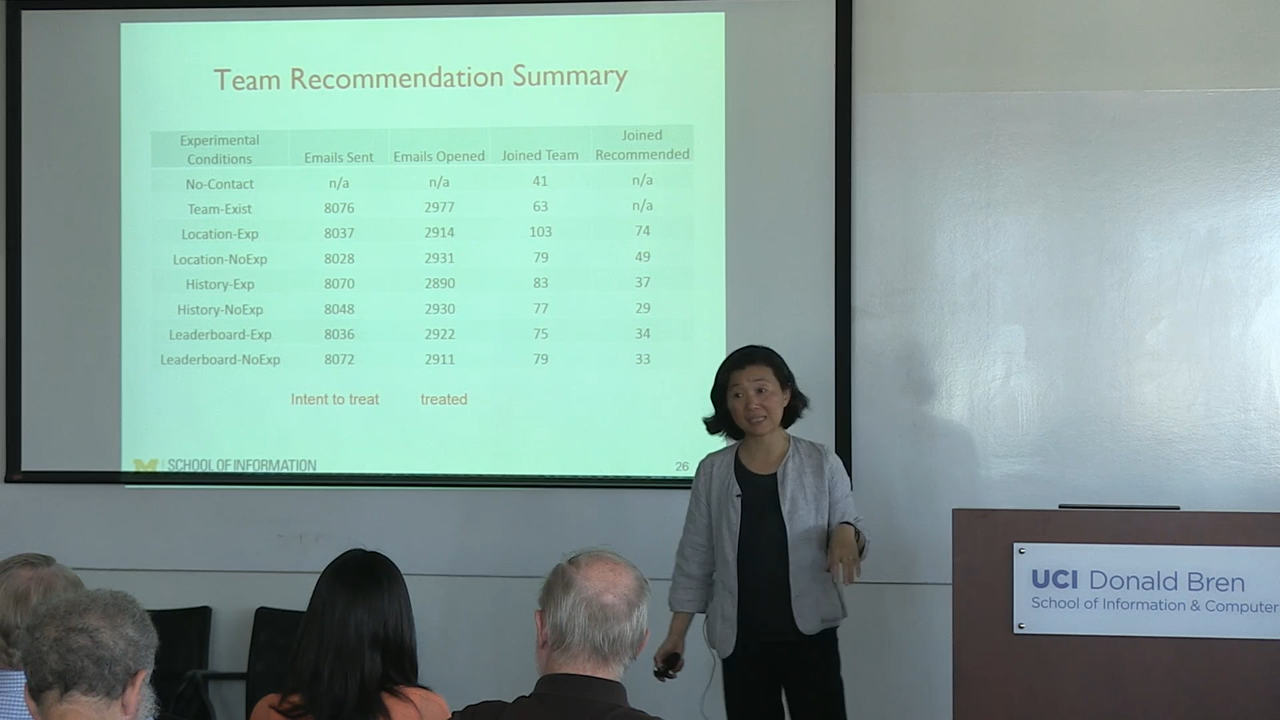 Team Recommendation Summary
Experimental Conditions Emails Sent Emails Opened Joined Team Joined Recommended
No-Contact n/a n/a 41 n/a
Team-Exist 8076 2977 63 n/a
Location-Exp 8037 2914 103 74
Location-NoExp 8028 2931 79 49
History-Exp 8070 2890 83 37
History-NoExp 8048 2930 77 29
Leaderboard-Exp 8036 2922 75 34
Leaderboard-NoExp 8072 2911 79 33
Intent to treat treated
M SCHOOL OF INFORMATION 26
UCI Donald Bren
School of Information & Computer